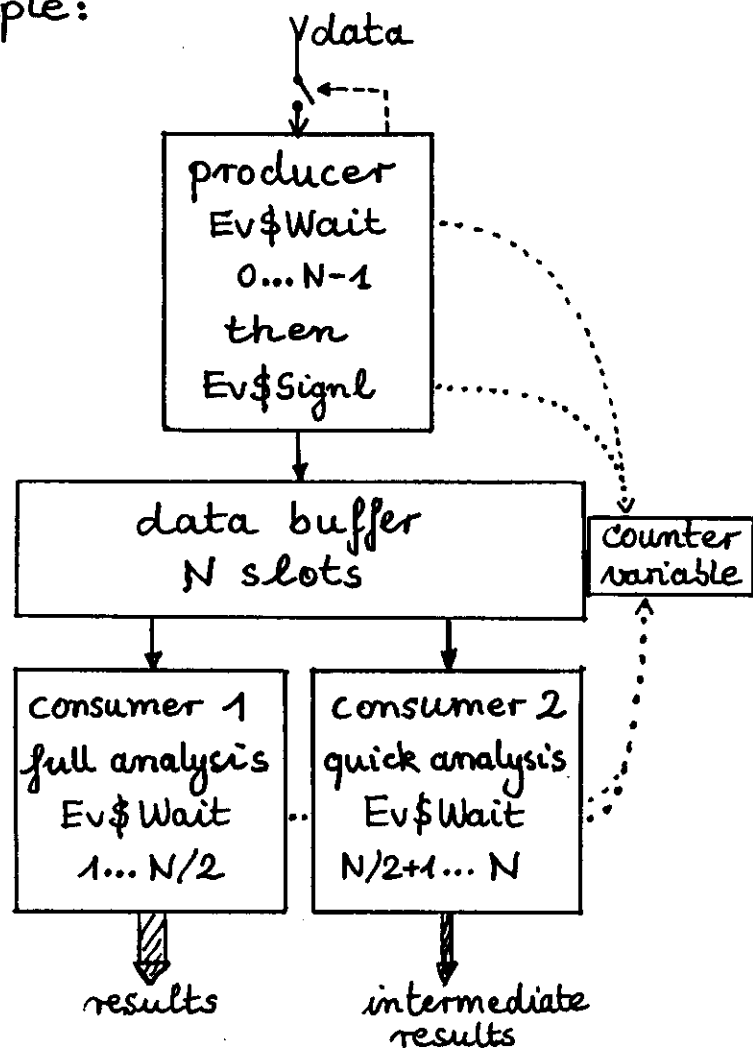 ple:
data
producer
Ev$Wait
0...N-1
then
Ev$Signl
data buffer
N slots
counter
variable
consumer 1
full analysis
Ev$Wait
1...N/2
consumer 2
quick analysis
Ev$Wait
N/2+1...N
results
intermediate
results